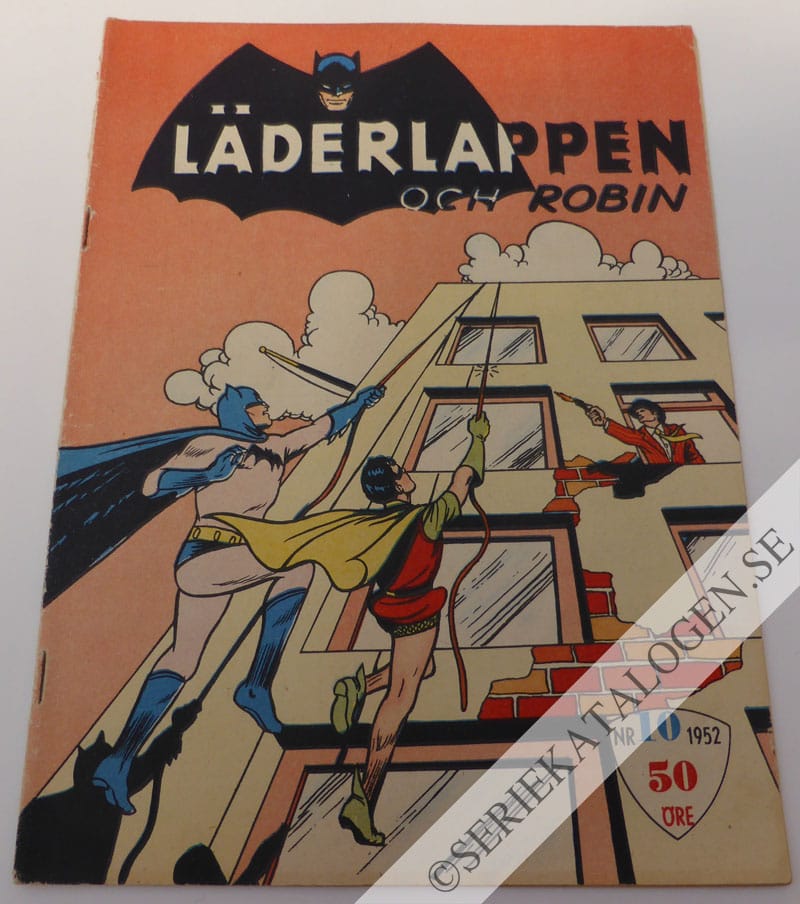 LÄDERLAPPEN
OCH ROBIN
NR 10 1952
50
ÖRE
© SERIEKATALOGEN.SE